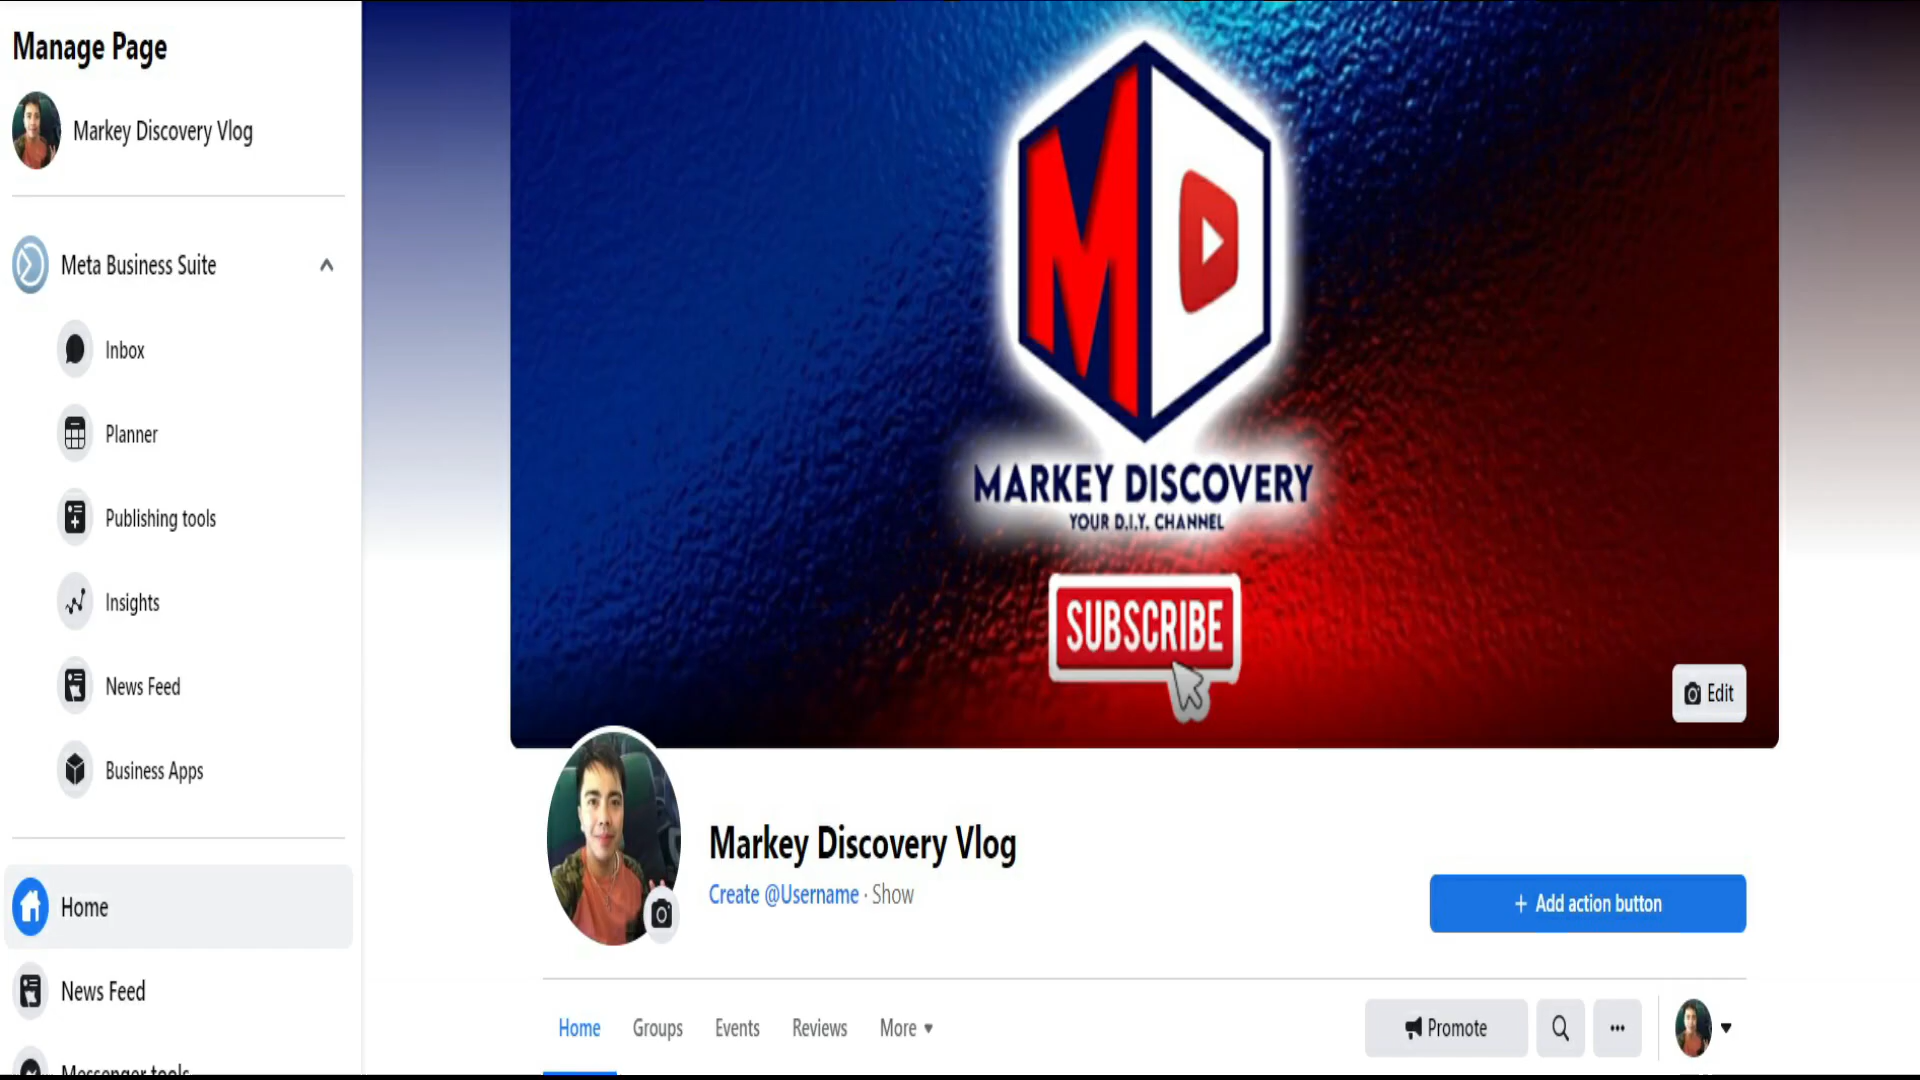 Manage Page
Markey Discovery Vlog
Meta Business Suite
Inbox
Planner
Publishing tools
Insights
News Feed
Business Apps
Home
News Feed
Messenger tools
MARKEY DISCOVERY
YOUR D.I.Y. CHANNEL
SUBSCRIBE
Edit
Markey Discovery Vlog
Create @Username · Show
+ Add action button
Home Groups Events Reviews More
Promote